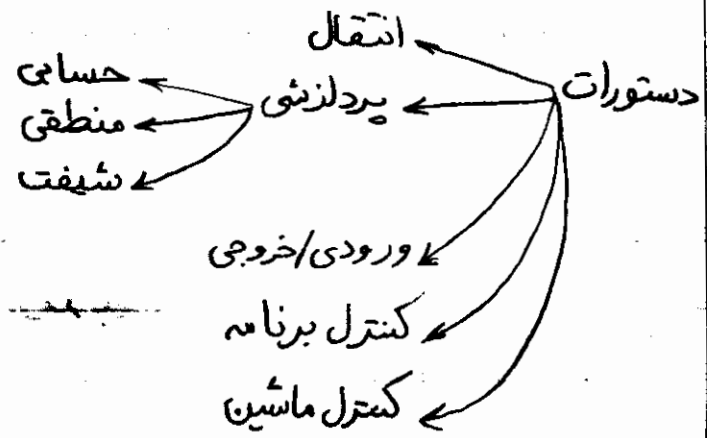 دستورات
انتقال
پردازشی
حسابی
منطقی
شیفت
ورودی/خروجی
کنترل برنامه
کنترل ماشین